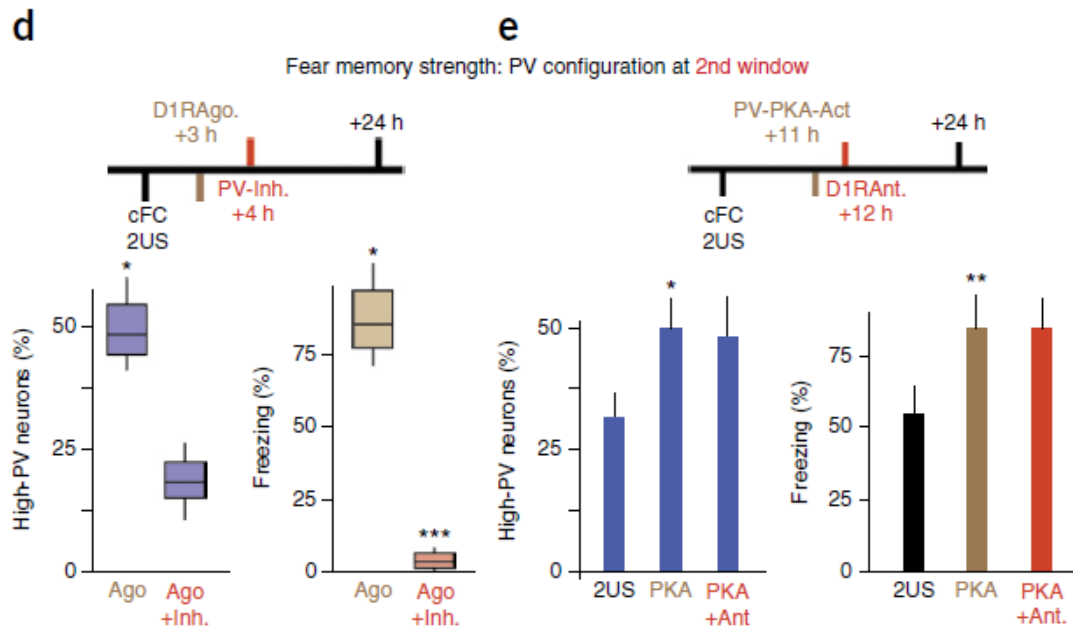 d
e
Fear memory strength: PV configuration at 2nd window
D1RAgo.
+3 h
+24 h
PV-Inh.
+4 h
cFC
2US
PV-PKA-Act
+11 h
+24 h
D1RAnt.
+12 h
cFC
2US
High-PV neurons (%)
50
25
0
*
Ago
Ago
+Inh.
Freezing (%)
75
50
25
0
*
***
Ago
Ago
+Inh.
High-PV neurons (%)
50
25
0
*
2US
PKA
PKA
+Ant
Freezing (%)
75
50
25
0
**
2US
PKA
PKA
+Ant.